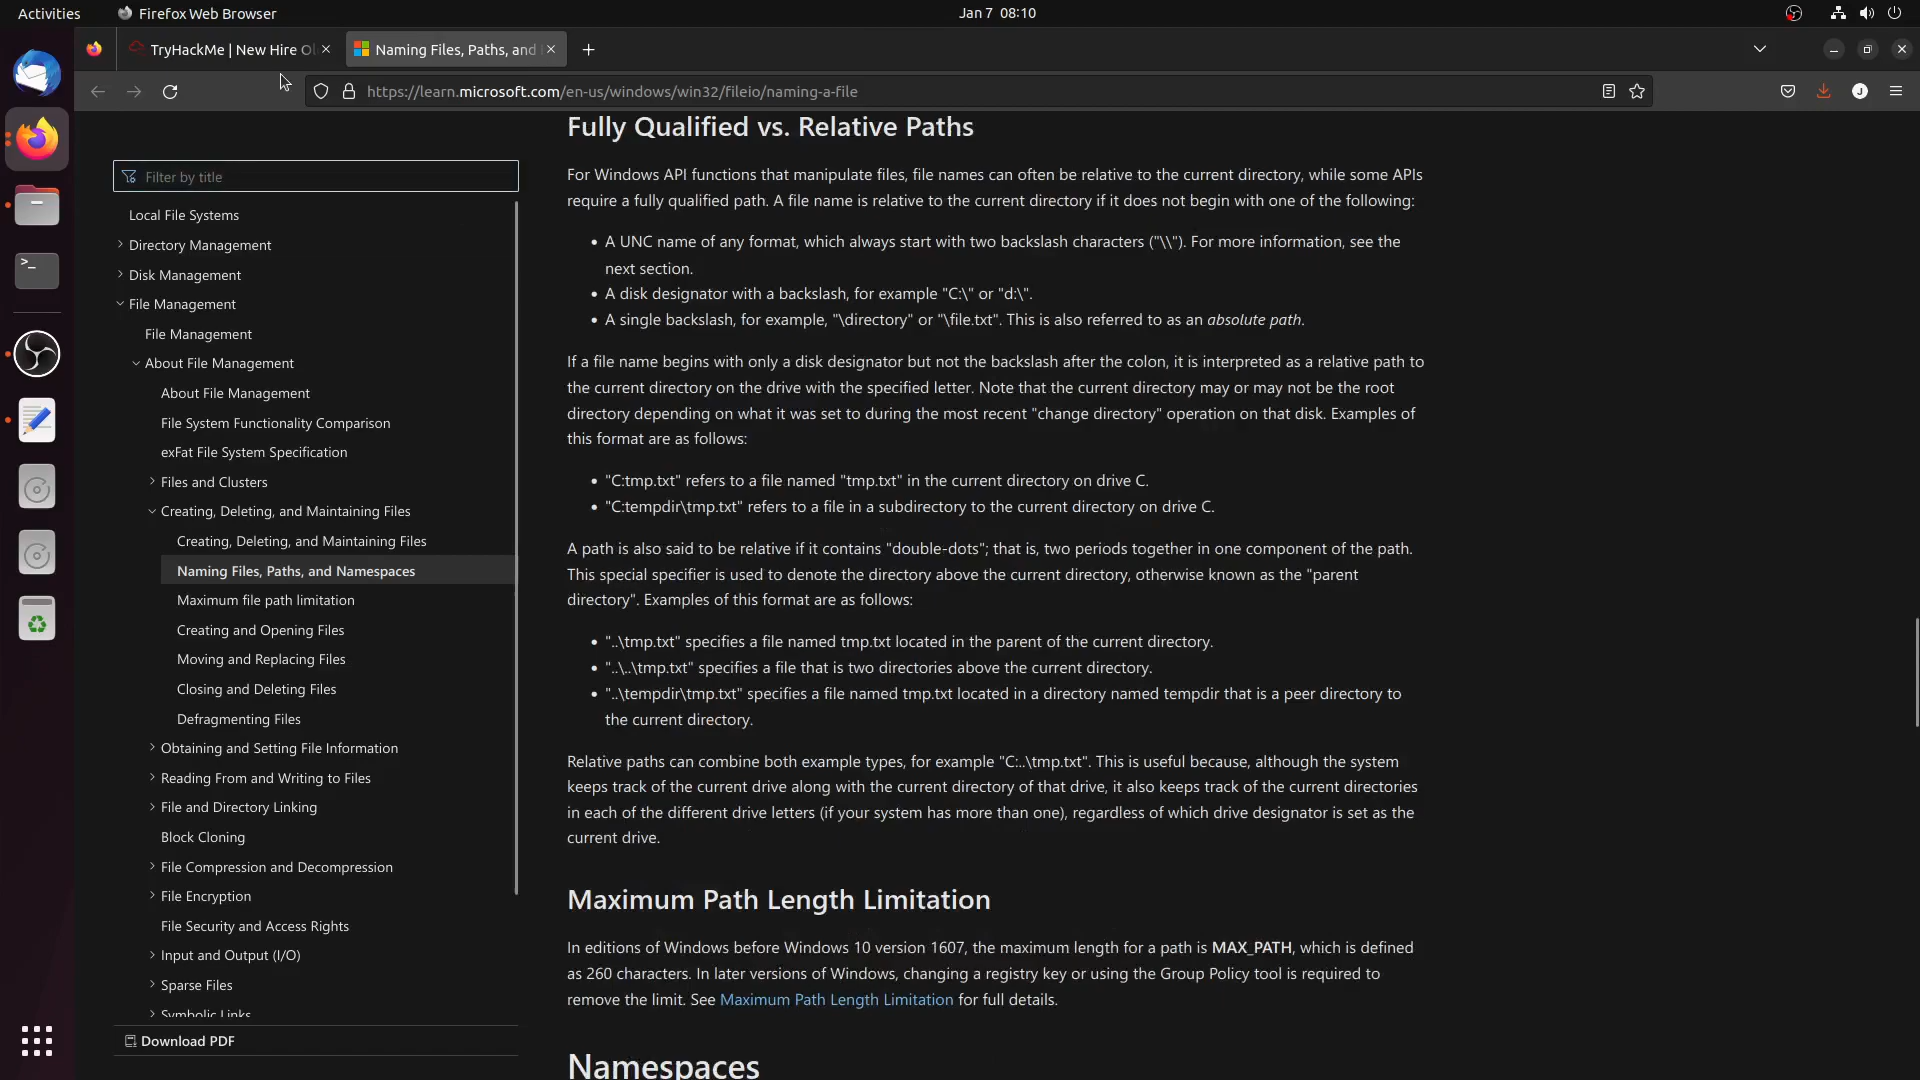 Activities
Firefox Web Browser
Jan 7 08:10
TryHackMe | New Hire Ol
Naming Files, Paths, and
https://learn.microsoft.com/en-us/windows/win32/fileio/naming-a-file
J
Filter by title
Local File Systems
Directory Management
Disk Management
File Management
File Management
About File Management
About File Management
File System Functionality Comparison
exFat File System Specification
Files and Clusters
Creating, Deleting, and Maintaining Files
Creating, Deleting, and Maintaining Files
Naming Files, Paths, and Namespaces
Maximum file path limitation
Creating and Opening Files
Moving and Replacing Files
Closing and Deleting Files
Defragmenting Files
Obtaining and Setting File Information
Reading From and Writing to Files
File and Directory Linking
Block Cloning
File Compression and Decompression
File Encryption
File Security and Access Rights
Input and Output (I/O)
Sparse Files
Symbolic Links
Download PDF
Fully Qualified vs. Relative Paths
For Windows API functions that manipulate files, file names can often be relative to the current directory, while some APIs
require a fully qualified path. A file name is relative to the current directory if it does not begin with one of the following:
• A UNC name of any format, which always start with two backslash characters ("\\"). For more information, see the
next section.
• A disk designator with a backslash, for example "C:\" or "d:\".
• A single backslash, for example, "\directory" or "\file.txt". This is also referred to as an absolute path.
If a file name begins with only a disk designator but not the backslash after the colon, it is interpreted as a relative path to
the current directory on the drive with the specified letter. Note that the current directory may or may not be the root
directory depending on what it was set to during the most recent "change directory" operation on that disk. Examples of
this format are as follows:
• "C:tmp.txt" refers to a file named "tmp.txt" in the current directory on drive C.
• "C:tempdir\tmp.txt" refers to a file in a subdirectory to the current directory on drive C.
A path is also said to be relative if it contains "double-dots"; that is, two periods together in one component of the path.
This special specifier is used to denote the directory above the current directory, otherwise known as the "parent
directory". Examples of this format are as follows:
• "..\tmp.txt" specifies a file named tmp.txt located in the parent of the current directory.
• "..\..\tmp.txt" specifies a file that is two directories above the current directory.
• "..\tempdir\tmp.txt" specifies a file named tmp.txt located in a directory named tempdir that is a peer directory to
the current directory.
Relative paths can combine both example types, for example "C:..\tmp.txt". This is useful because, although the system
keeps track of the current drive along with the current directory of that drive, it also keeps track of the current directories
in each of the different drive letters (if your system has more than one), regardless of which drive designator is set as the
current drive.
Maximum Path Length Limitation
In editions of Windows before Windows 10 version 1607, the maximum length for a path is MAX_PATH, which is defined
as 260 characters. In later versions of Windows, changing a registry key or using the Group Policy tool is required to
remove the limit. See Maximum Path Length Limitation for full details.
Namespaces